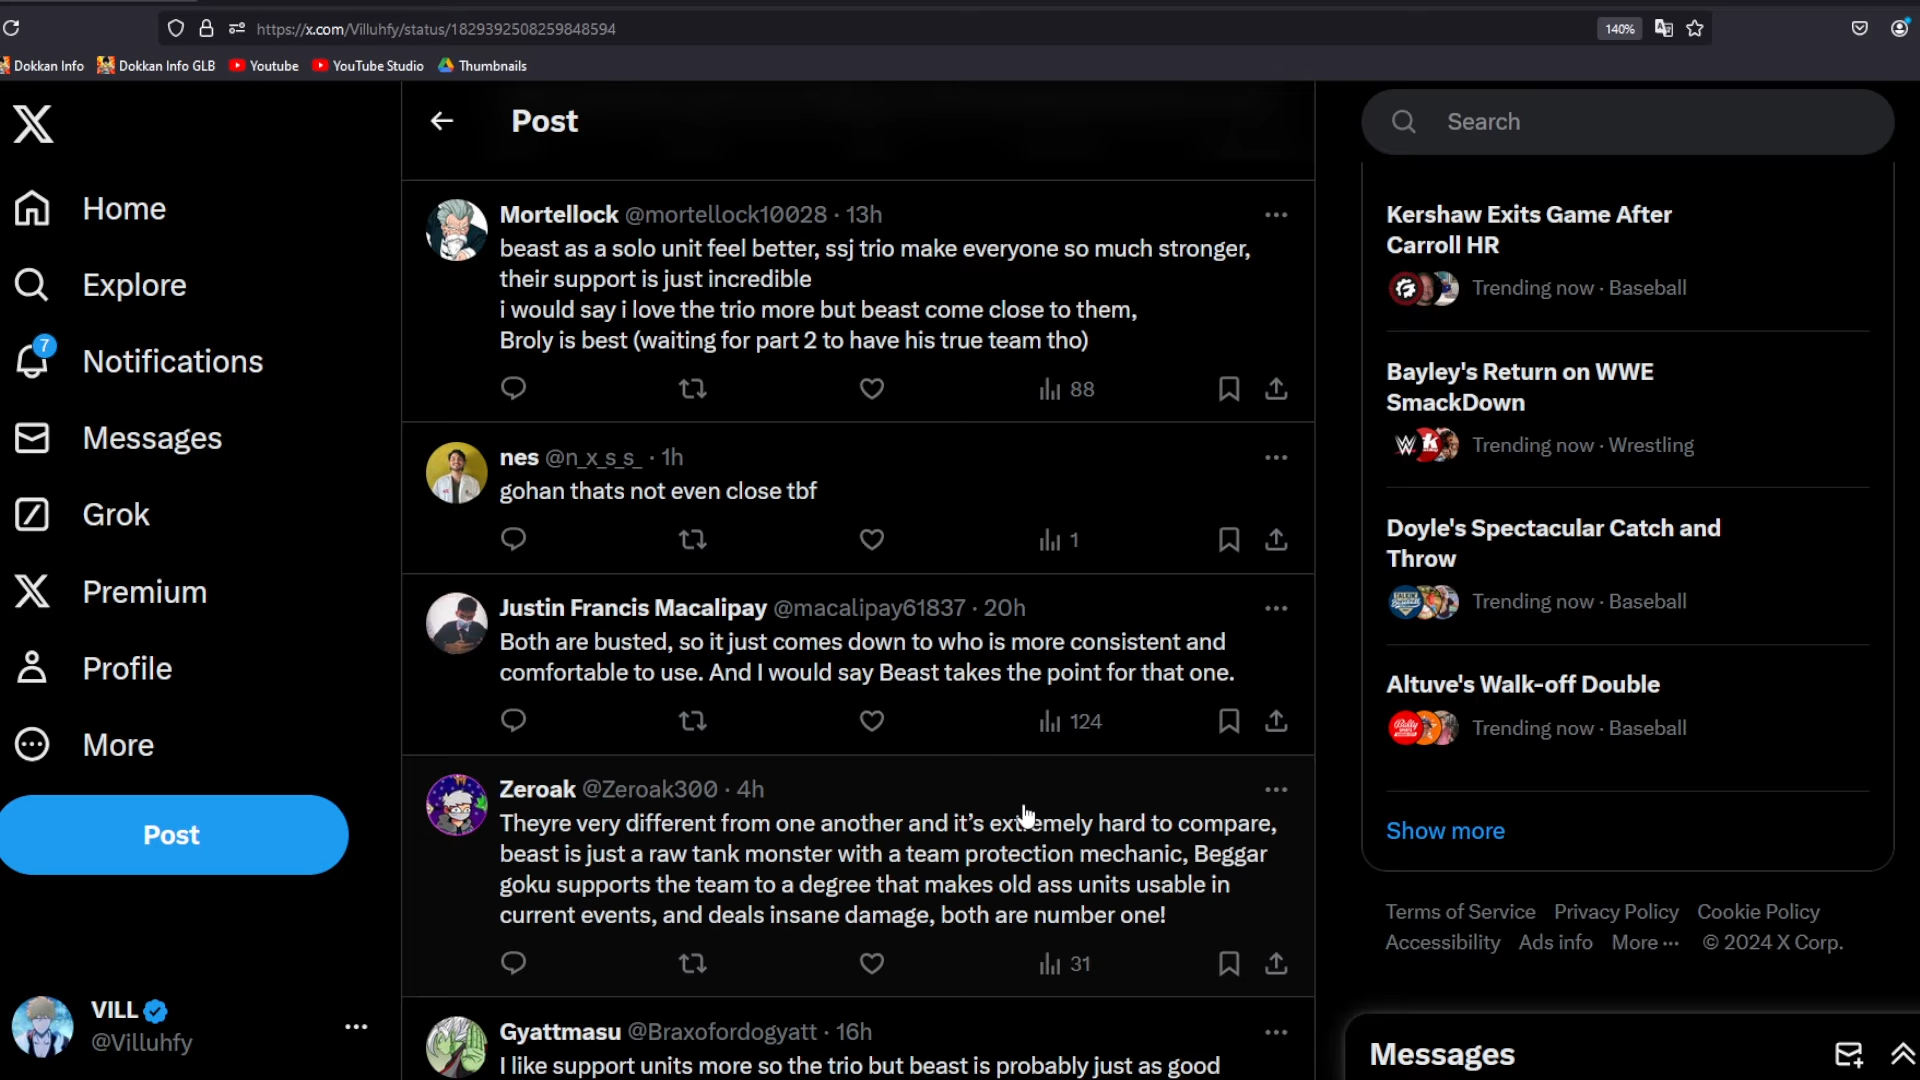 https://x.com/Villuhfy/status/1829392508259848594
140%
Dokkan Info
Dokkan Info GLB
Youtube
YouTube Studio
Thumbnails
Home
Explore
7
Notifications
Messages
Grok
Premium
Profile
More
Post
VILL
@Villuhfy
Post
Mortellock @mortellock10028 · 13h
beast as a solo unit feel better, ssj trio make everyone so much stronger,
their support is just incredible
i would say i love the trio more but beast come close to them,
Broly is best (waiting for part 2 to have his true team tho)
88
nes @n_x_s_s_ · 1h
gohan thats not even close tbf
1
Justin Francis Macalipay @macalipay61837 · 20h
Both are busted, so it just comes down to who is more consistent and
comfortable to use. And I would say Beast takes the point for that one.
124
Zeroak @Zeroak300 · 4h
Theyre very different from one another and it’s extremely hard to compare,
beast is just a raw tank monster with a team protection mechanic, Beggar
goku supports the team to a degree that makes old ass units usable in
current events, and deals insane damage, both are number one!
31
Gyattmasu @Braxofordogyatt · 16h
I like support units more so the trio but beast is probably just as good
Search
Kershaw Exits Game After
Carroll HR
Trending now · Baseball
Bayley's Return on WWE
SmackDown
Trending now · Wrestling
Doyle's Spectacular Catch and
Throw
Trending now · Baseball
Altuve's Walk-off Double
Trending now · Baseball
Show more
Terms of Service Privacy Policy Cookie Policy
Accessibility Ads info More ··· © 2024 X Corp.
Messages